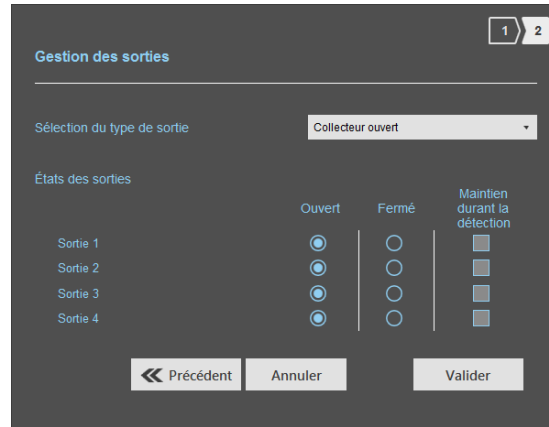 1 2
Gestion des sorties
Sélection du type de sortie Collecteur ouvert
États des sorties
Ouvert Fermé Maintien
durant la
détection
Sortie 1
Sortie 2
Sortie 3
Sortie 4
Précédent Annuler Valider